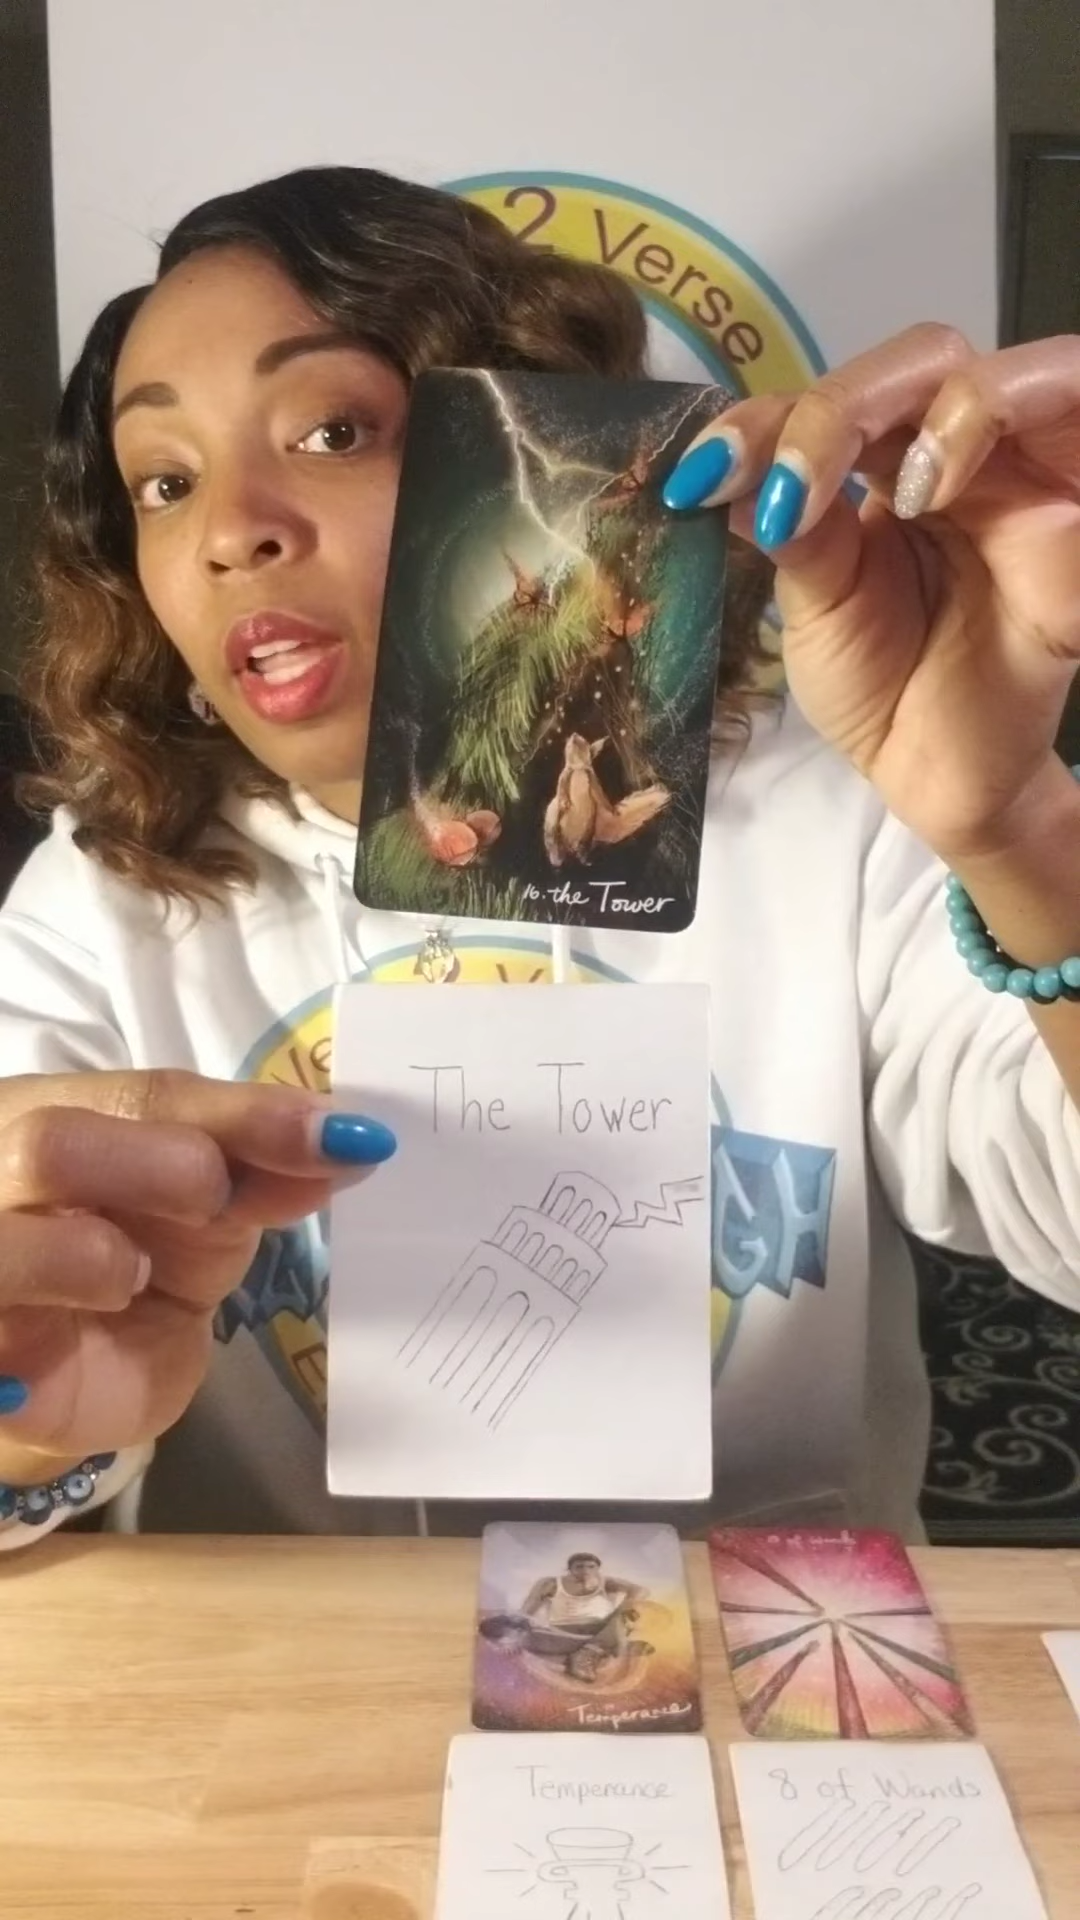 2 Verse
16. the Tower
The Tower
8 of Wands
Temperance
Temperance
8 of Wands